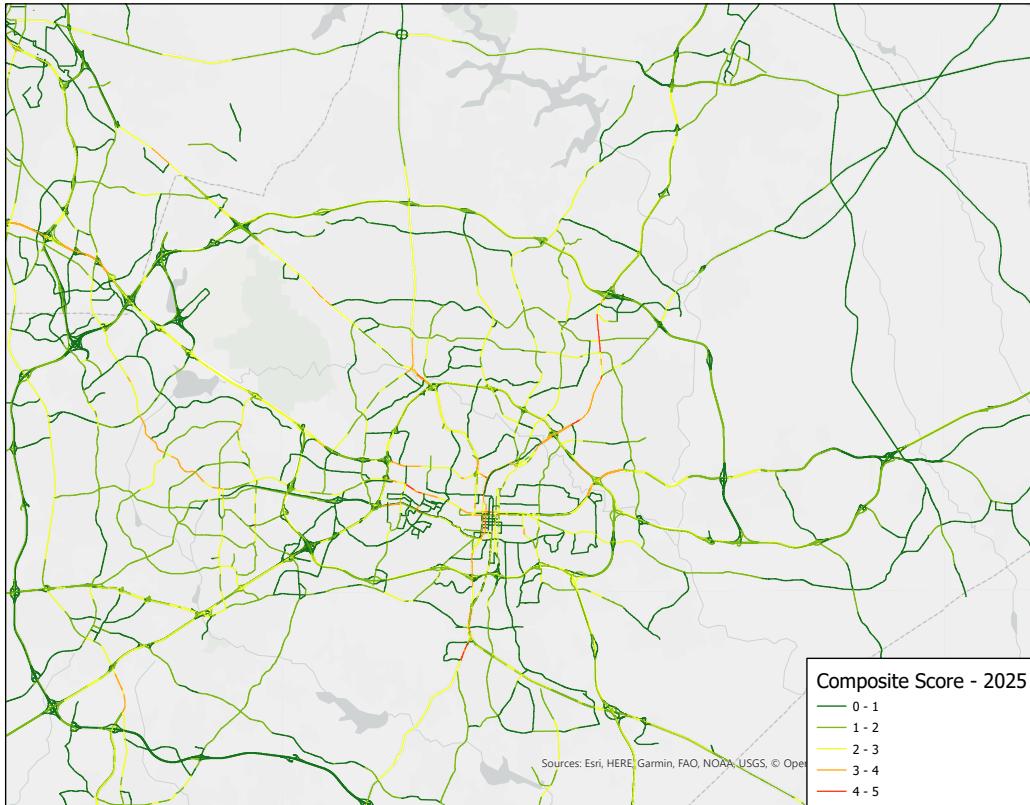 Composite Score - 2025
0 - 1
1 - 2
2 - 3
3 - 4
4 - 5
Sources: Esri, HERE, Garmin, FAO, NOAA, USGS, © Oper